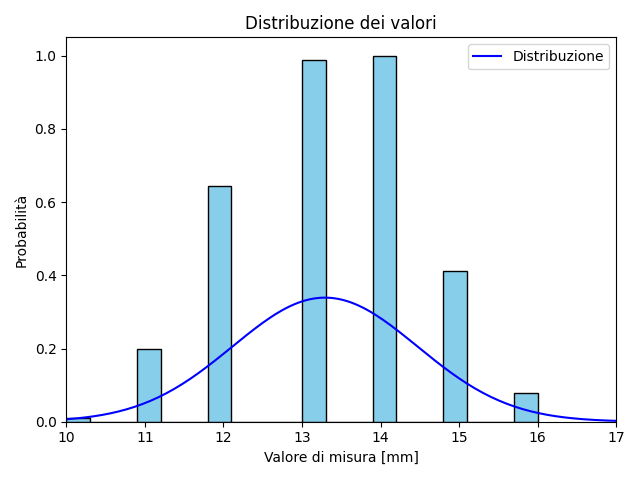 Distribuzione dei valori
Distribuzione
1.0
0.8
0.6
0.4
0.2
0.0
Probabilità
10 11 12 13 14 15 16 17
Valore di misura [mm]